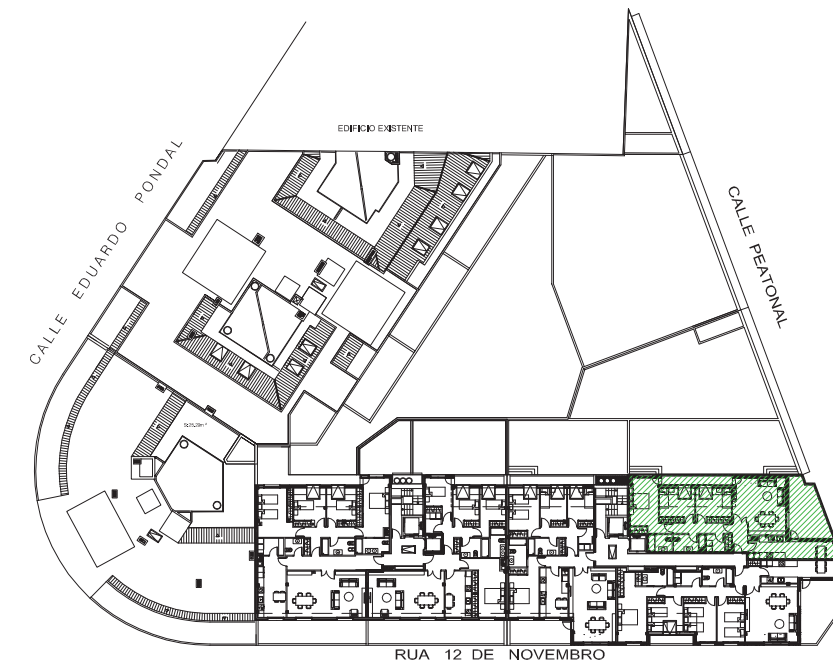 EDIFICIO EXISTENTE
CALLE EDUARDO PONDAL
CALLE PEATONAL
RUA 12 DE NOVEMBRO